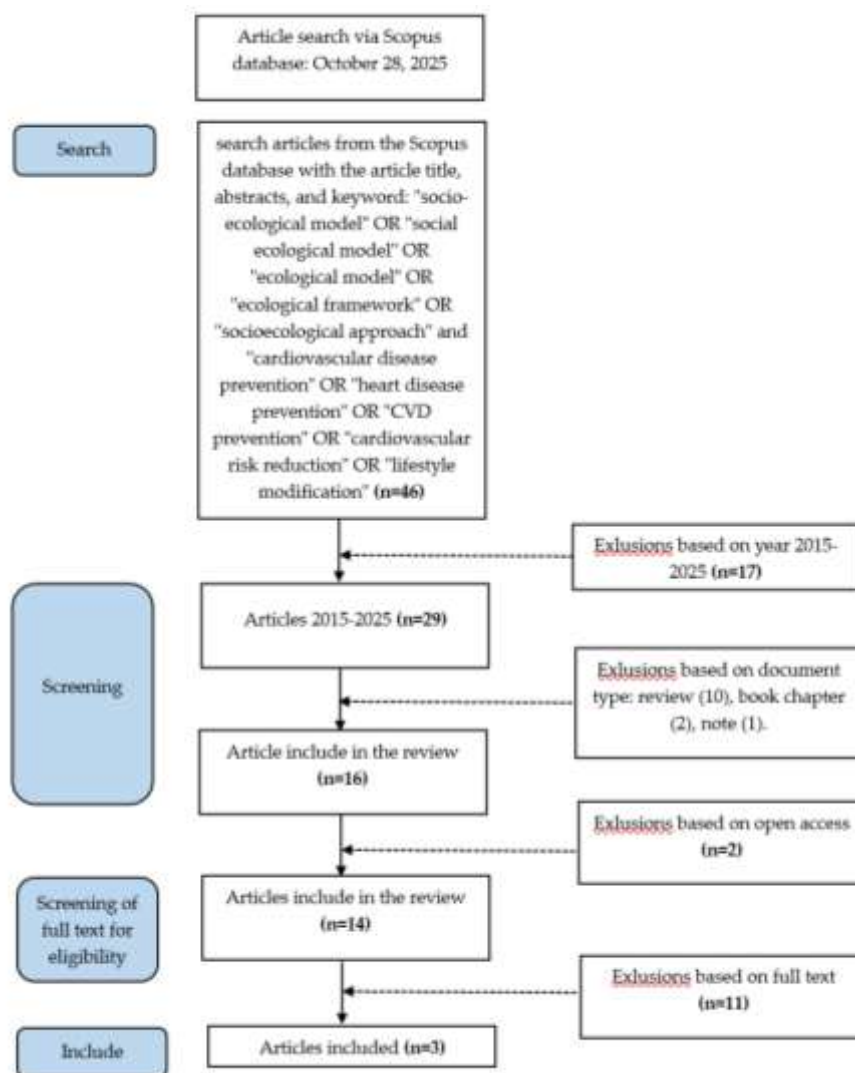 Article search via Scopus
database: October 28, 2025
Search
search articles from the Scopus
database with the article title,
abstracts, and keyword: "socio-
ecological model" OR "social
ecological model" OR
"ecological model" OR
"ecological framework" OR
"socioecological approach" and
"cardiovascular disease
prevention" OR "heart disease
prevention" OR "CVD
prevention" OR "cardiovascular
risk reduction" OR "lifestyle
modification" (n=46)
Exlusions based on year 2015-
2025 (n=17)
Articles 2015-2025 (n=29)
Screening
Exlusions based on document
type: review (10), book chapter
(2), note (1).
Article include in the review
(n=16)
Exlusions based on open access
(n=2)
Articles include in the review
(n=14)
Screening of
full text for
eligibility
Exlusions based on full text
(n=11)
Articles included (n=3)
Include